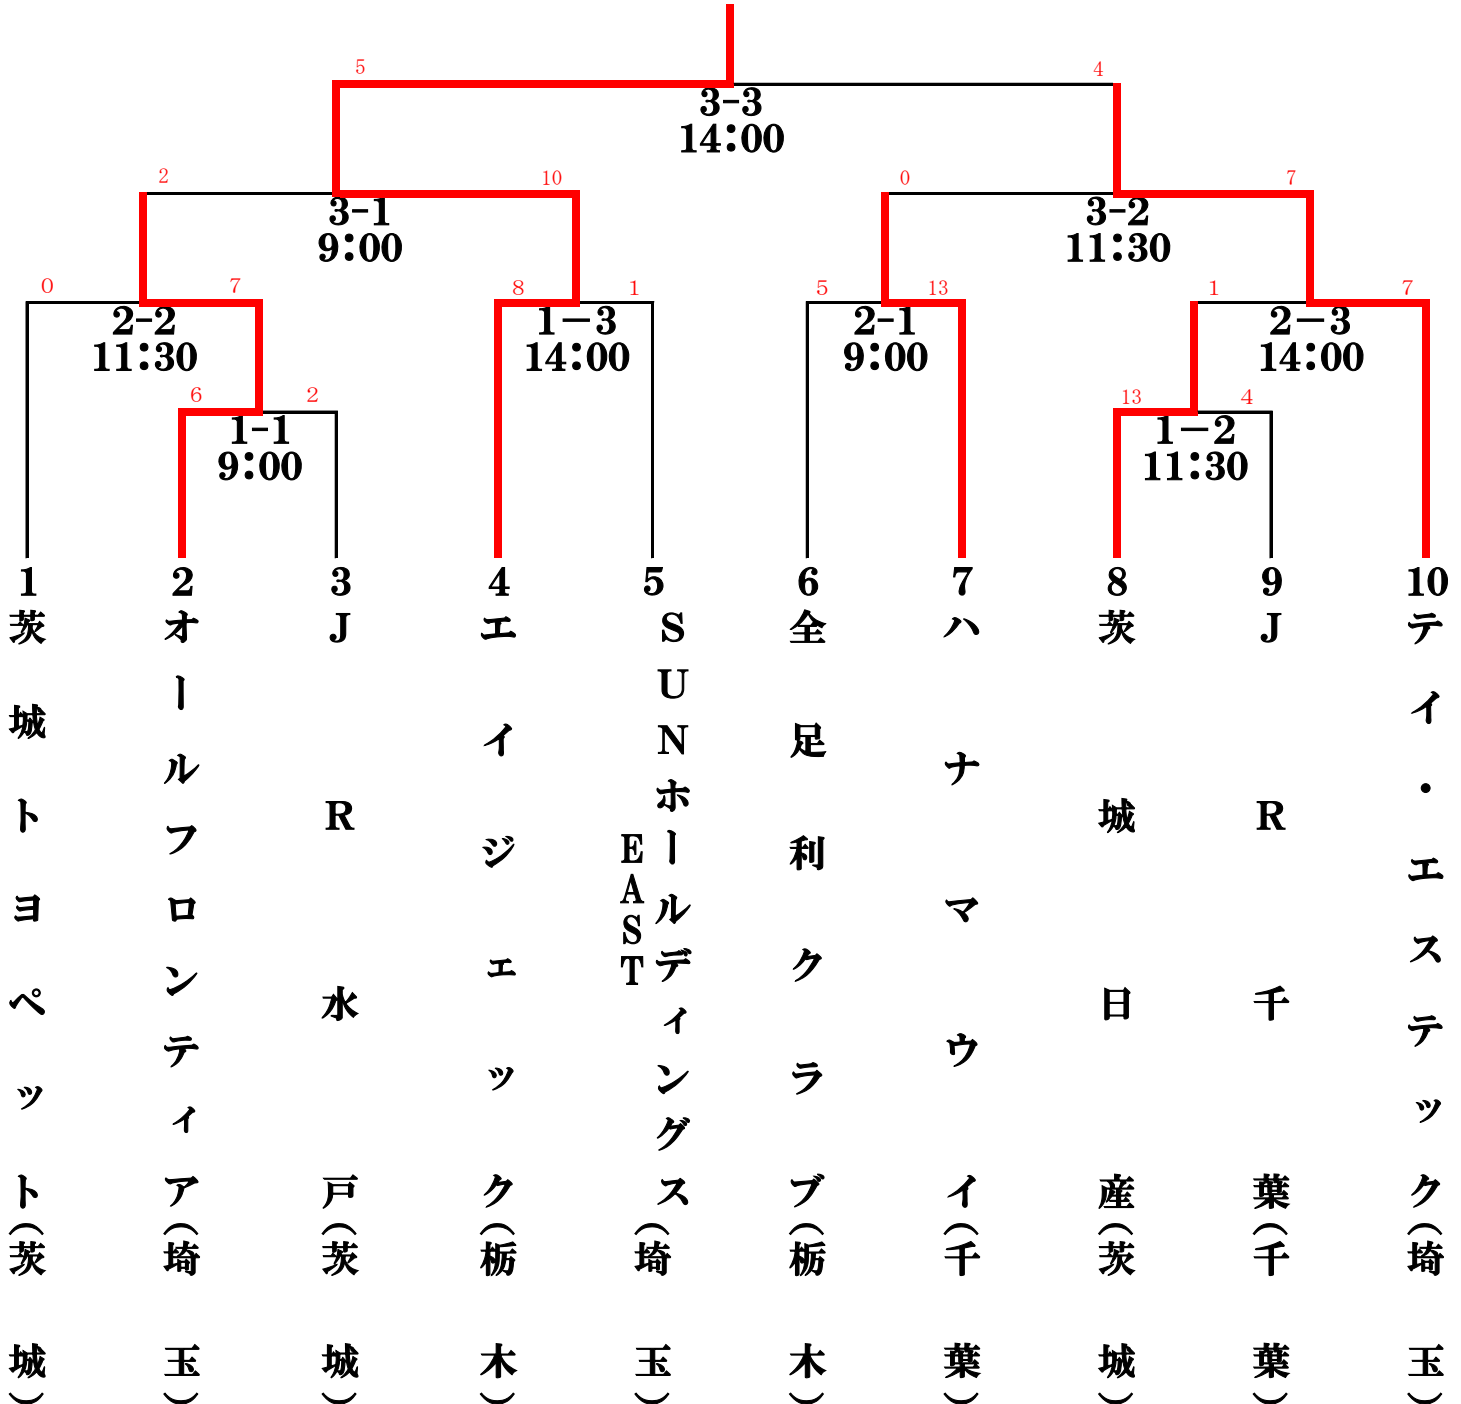 5 4
3-3
14:00
2 10 0 7
3-1 3-2
9:00 11:30
0 7 8 1 5 13 1 7
2-2 1−3 2-1 2−3
11:30 14:00 9:00 14:00
6 2 13 4
1-1 1−2
9:00 11:30
1 2 3 4 5 6 7 8 9 10
茨城トヨペット(茨城)
オールフロンティア(埼玉)
JR水戸(茨城)
エイジェック(栃木)
SUNホールディングス
EAST
(埼玉)
全足利クラブ(栃木)
ハナマウイ(千葉)
茨城日産(茨城)
JR千葉(千葉)
テイ・エステック(埼玉)